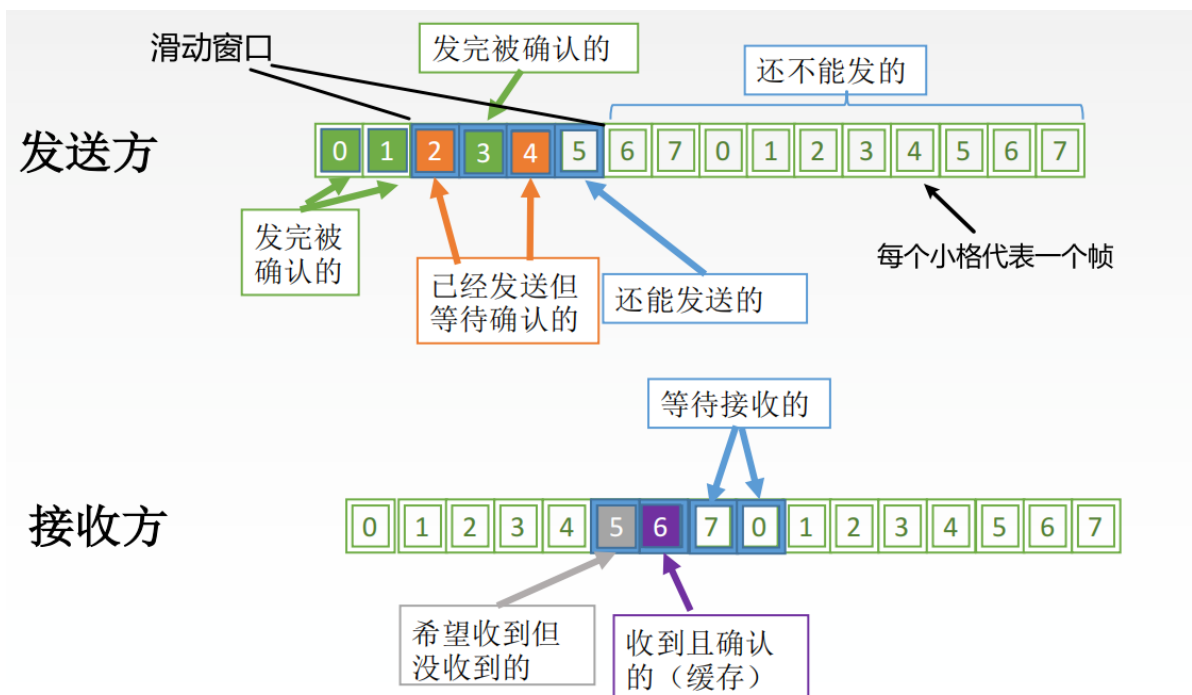 滑动窗口
发完被确认的
还不能发的
发送方
0 1 2 3 4 5 6 7 0 1 2 3 4 5 6 7
发完被
确认的
已经发送但
等待确认的
还能发送的
每个小格代表一个帧
等待接收的
接收方
0 1 2 3 4 5 6 7 0 1 2 3 4 5 6 7
希望收到但
没收到的
收到且确认
的（缓存）